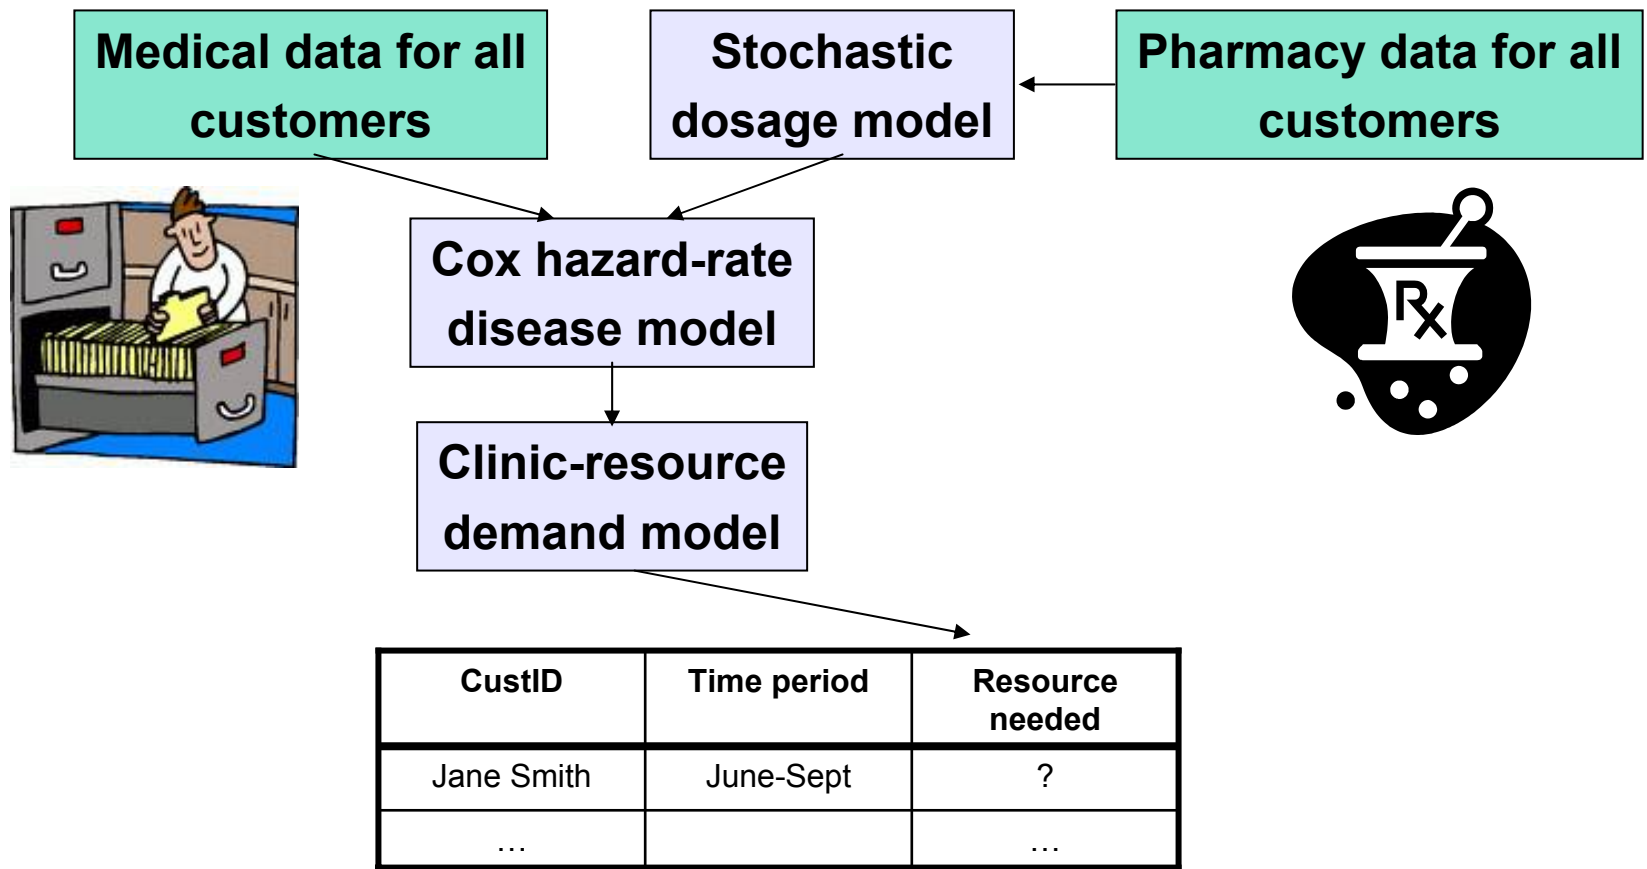 Medical data for all
customers
Stochastic
dosage model
Pharmacy data for all
customers
Rx
Cox hazard-rate
disease model
Clinic-resource
demand model
CustID
Time period
Resource
needed
Jane Smith
June-Sept
?
…
…